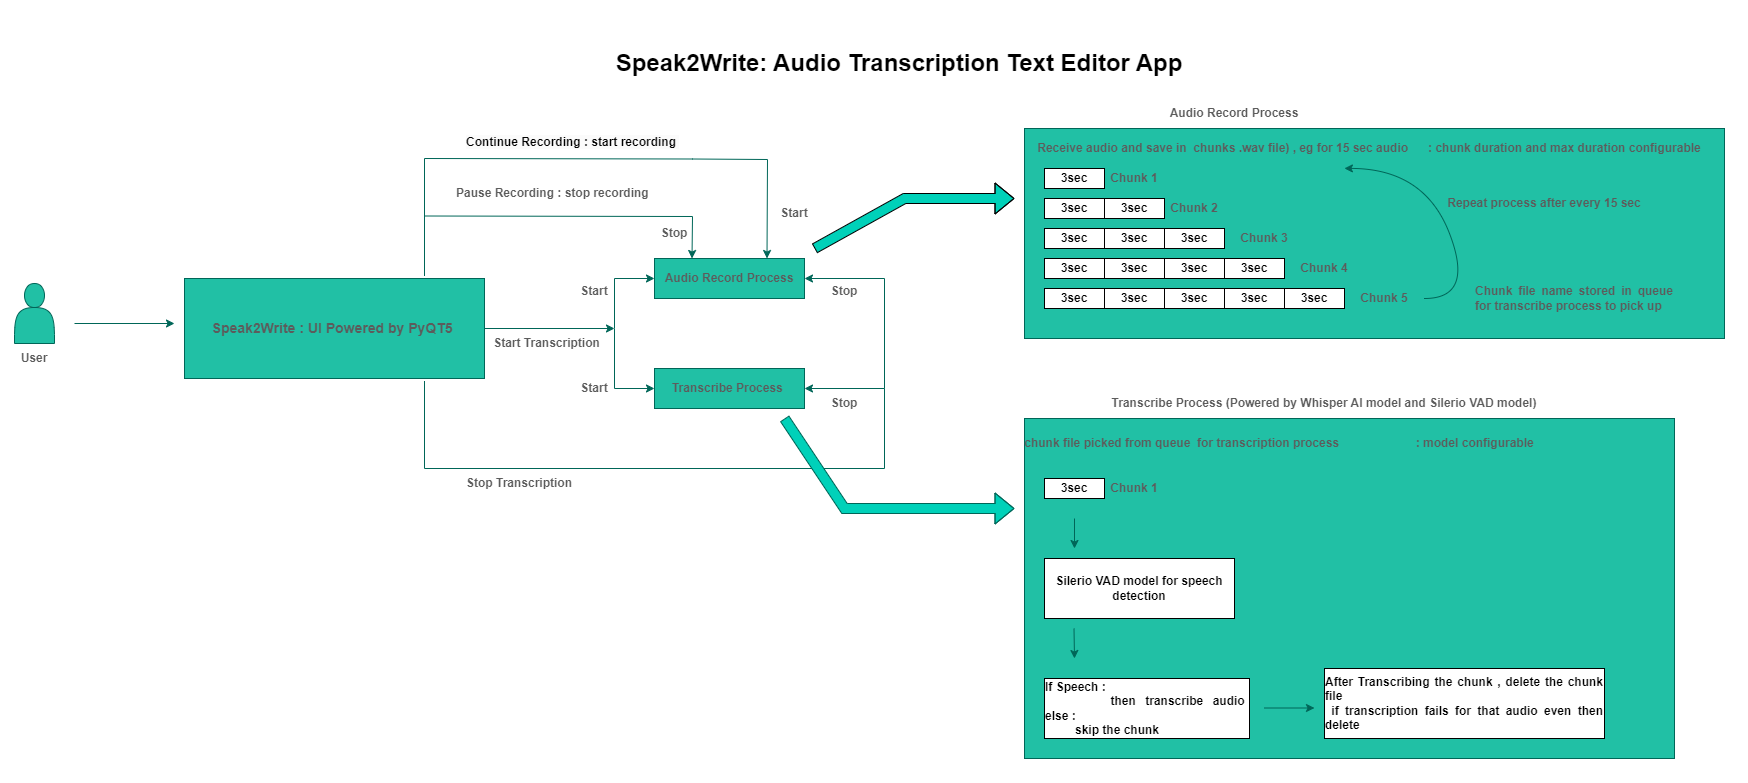 Speak2Write: Audio Transcription Text Editor App
Continue Recording : start recording
Pause Recording : stop recording
Start
Stop
Audio Record Process
Start
Stop
User
Speak2Write : UI Powered by PyQT5
Start Transcription
Start
Transcribe Process
Stop
Stop Transcription
Audio Record Process
Receive audio and save in chunks .wav file) , eg for 15 sec audio : chunk duration and max duration configurable
3sec Chunk 1
3sec 3sec Chunk 2
Repeat process after every 15 sec
3sec 3sec 3sec Chunk 3
3sec 3sec 3sec 3sec Chunk 4
3sec 3sec 3sec 3sec 3sec Chunk 5
Chunk file name stored in queue
for transcribe process to pick up
Transcribe Process (Powered by Whisper AI model and Silerio VAD model)
chunk file picked from queue for transcription process : model configurable
3sec Chunk 1
Silerio VAD model for speech
detection
If Speech :
then transcribe audio
else :
skip the chunk
After Transcribing the chunk , delete the chunk
file
if transcription fails for that audio even then
delete